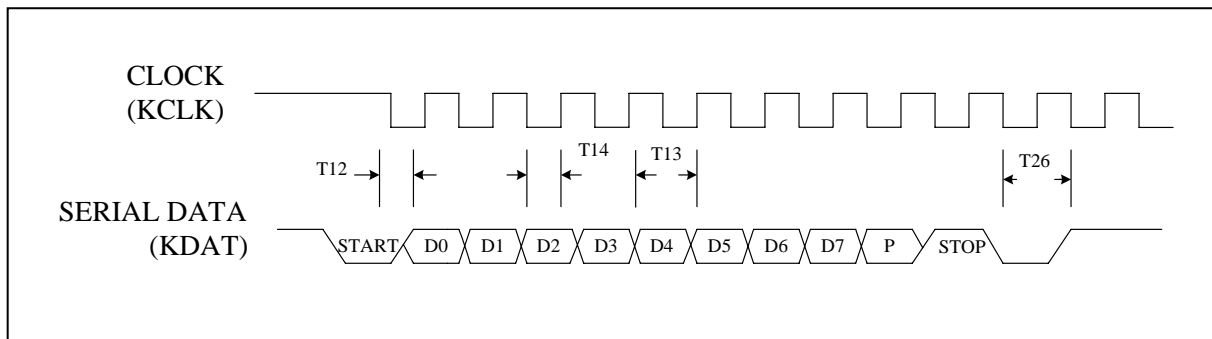 CLOCK
(KCLK)
T12
T14
T13
T26
SERIAL DATA
(KDAT)
START D0 D1 D2 D3 D4 D5 D6 D7 P STOP